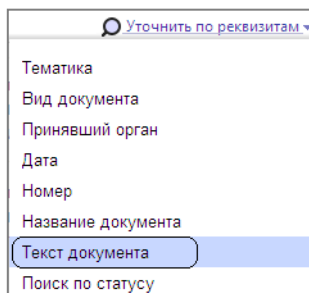 Уточнить по реквизитам
Тематика
Вид документа
Принявший орган
Дата
Номер
Название документа
Текст документа
Поиск по статусу